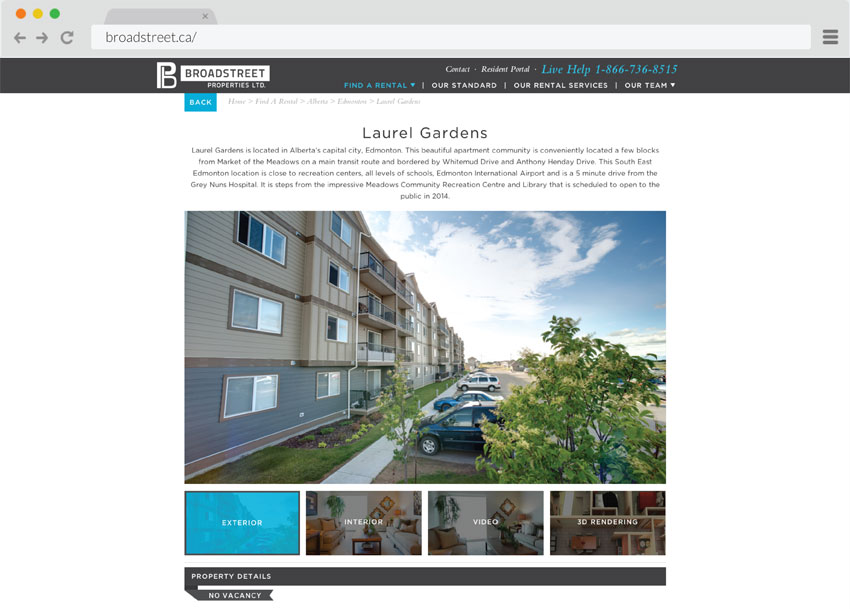 broadstreet.ca/
Contact · Resident Portal · Live Help 1-866-736-8515
BROADSTREET
PROPERTIES LTD.
FIND A RENTAL ▼ | OUR STANDARD | OUR RENTAL SERVICES | OUR TEAM ▼
BACK
Home > Find A Rental > Alberta > Edmonton > Laurel Gardens
Laurel Gardens
Laurel Gardens is located in Alberta's capital city, Edmonton. This beautiful apartment community is conveniently located a few blocks
from Market of the Meadows on a main transit route and bordered by Whitemud Drive and Anthony Henday Drive. This South East
Edmonton location is close to recreation centers, all levels of schools, Edmonton International Airport and is a 5 minute drive from the
Grey Nuns Hospital. It is steps from the impressive Meadows Community Recreation Centre and Library that is scheduled to open to the
public in 2014.
EXTERIOR
INTERIOR
VIDEO
3D RENDERING
PROPERTY DETAILS
NO VACANCY